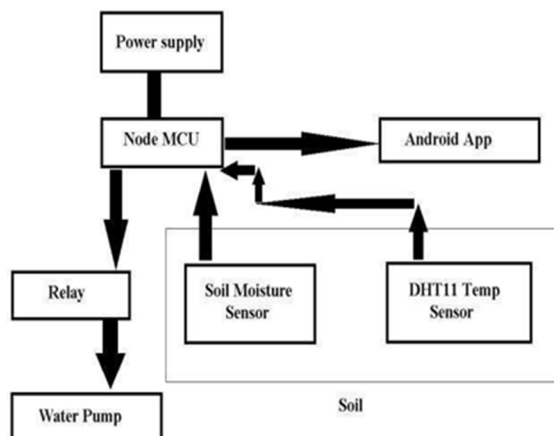 Power supply
Node MCU
Android App
Relay
Soil Moisture
Sensor
DHT11 Temp
Sensor
Water Pump
Soil